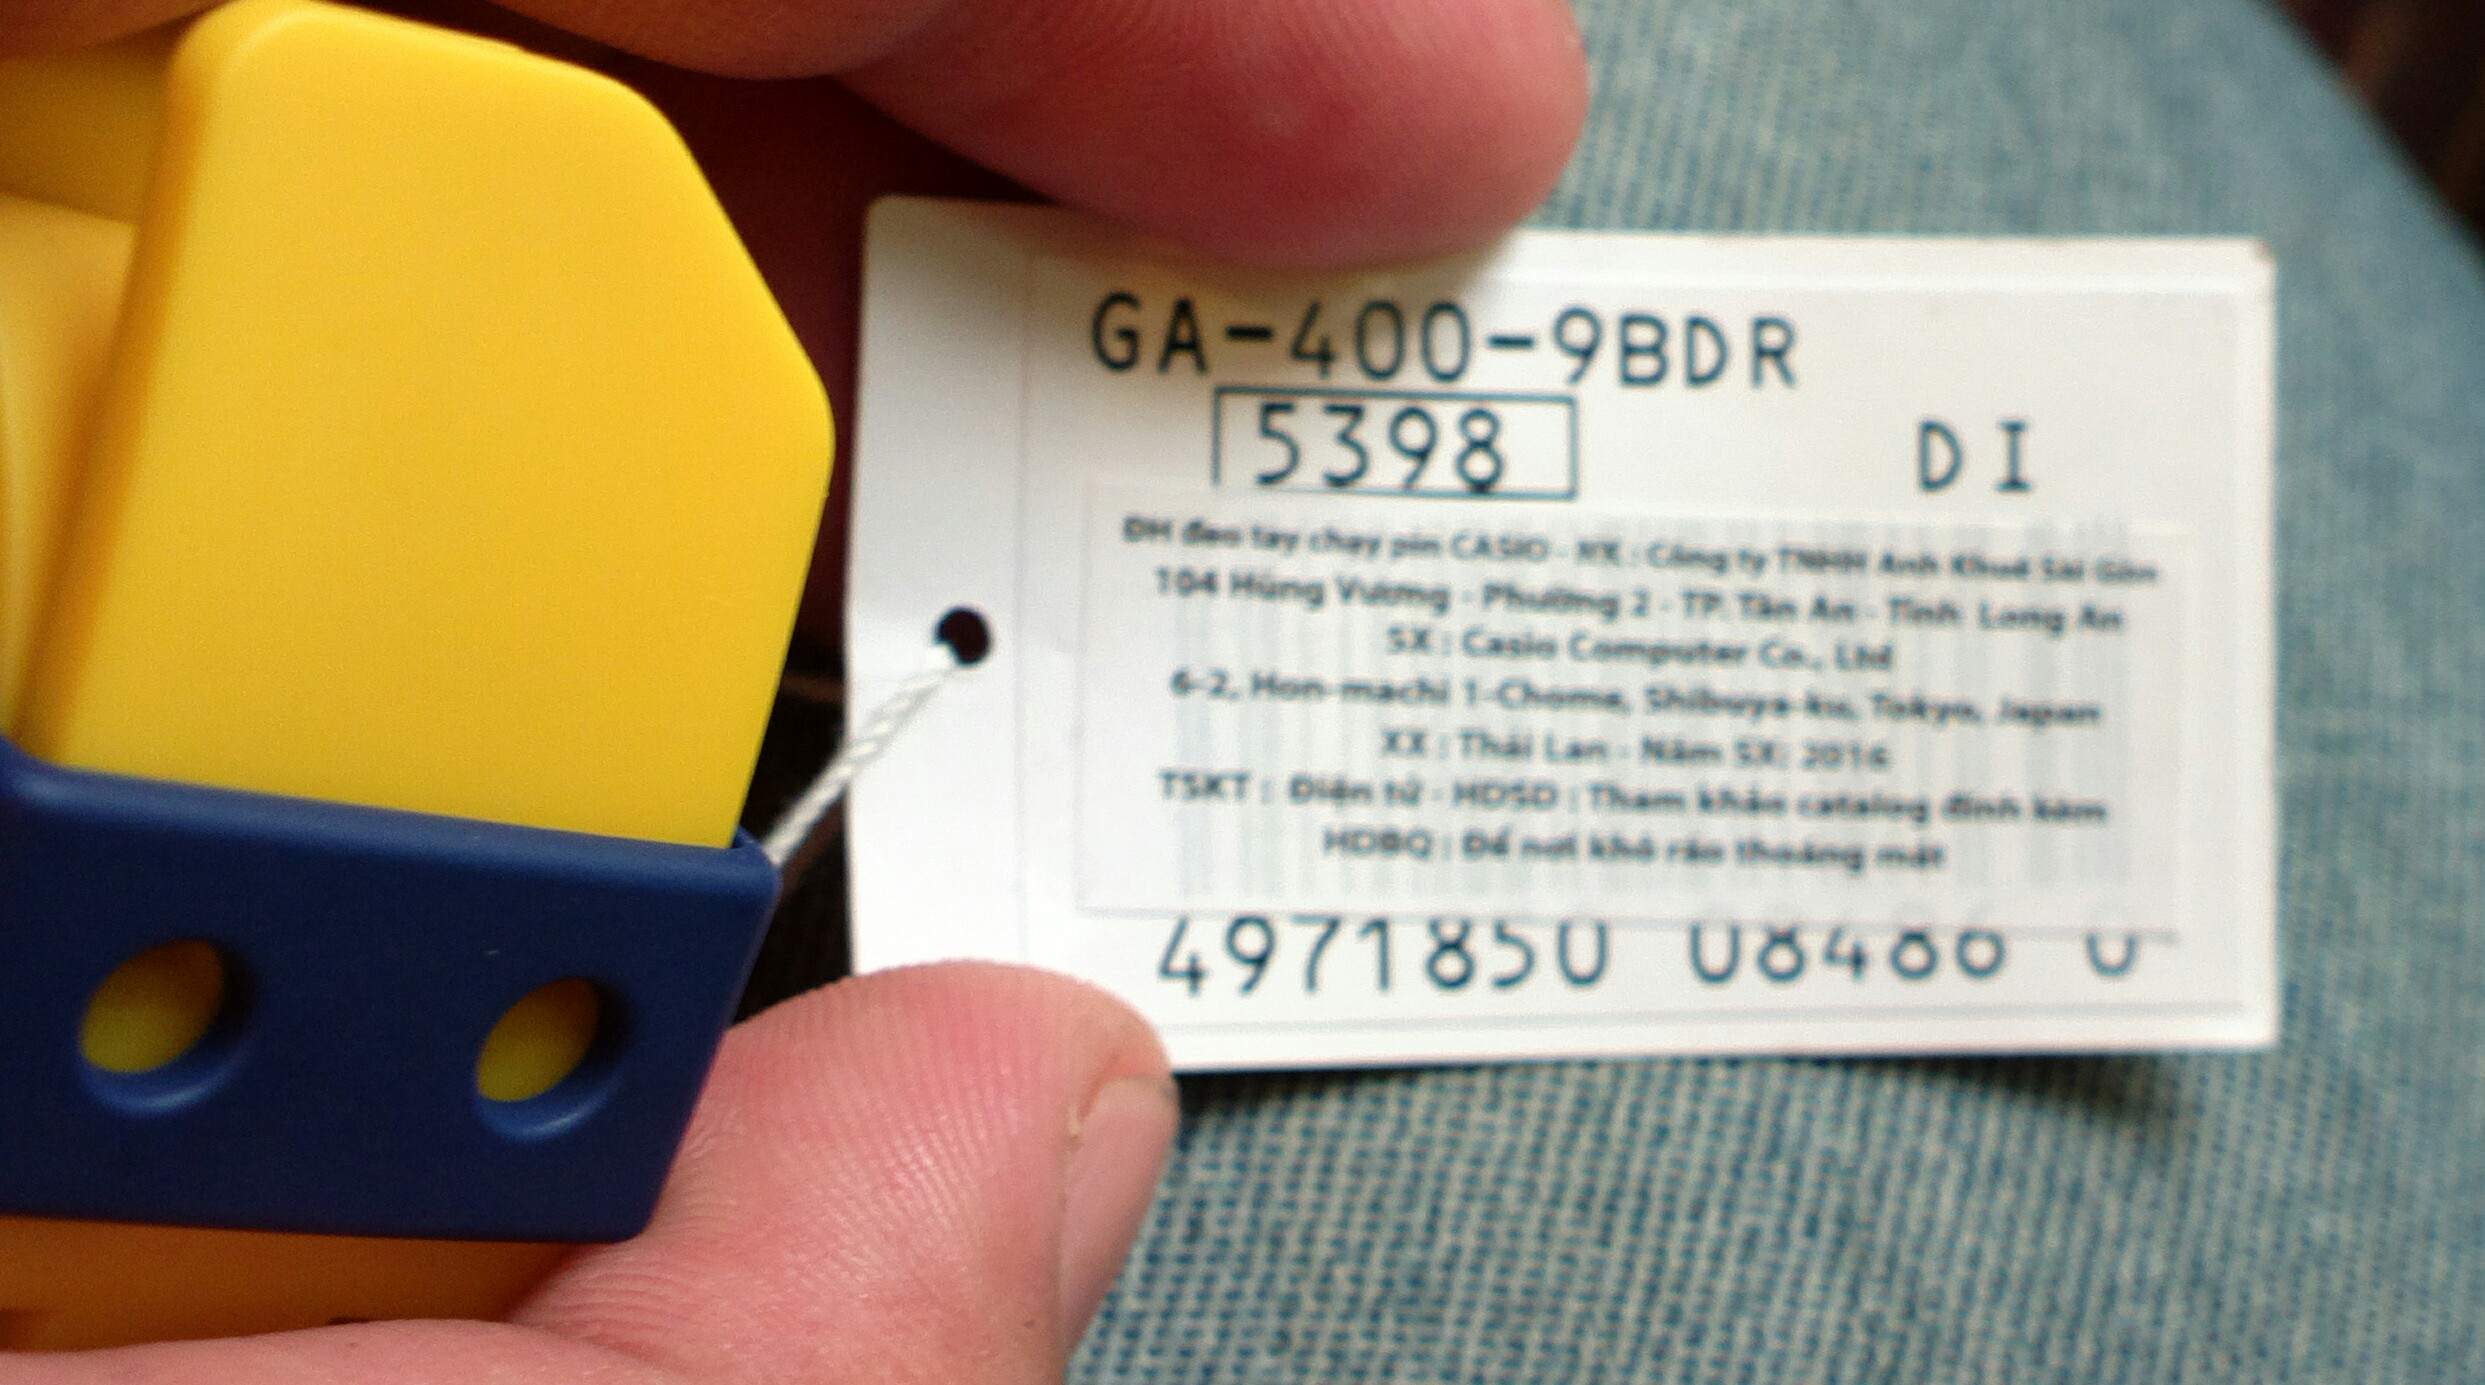 GA-400-9BDR
5398
DI
ĐH đeo tay chạy pin CASIO - NK : Công ty TNHH Anh Khuê Sài Gòn
104 Hùng Vương - Phường 2 - TP. Tân An - Tỉnh Long An
SX : Casio Computer Co., Ltd
6-2, Hon-machi 1-Chome, Shibuya-ku, Tokyo, Japan
XX : Thái Lan - Năm SX: 2016
TSKT : Điện tử - HDSD : Tham khảo catalog đính kèm
HDBQ : Để nơi khô ráo thoáng mát
4971850